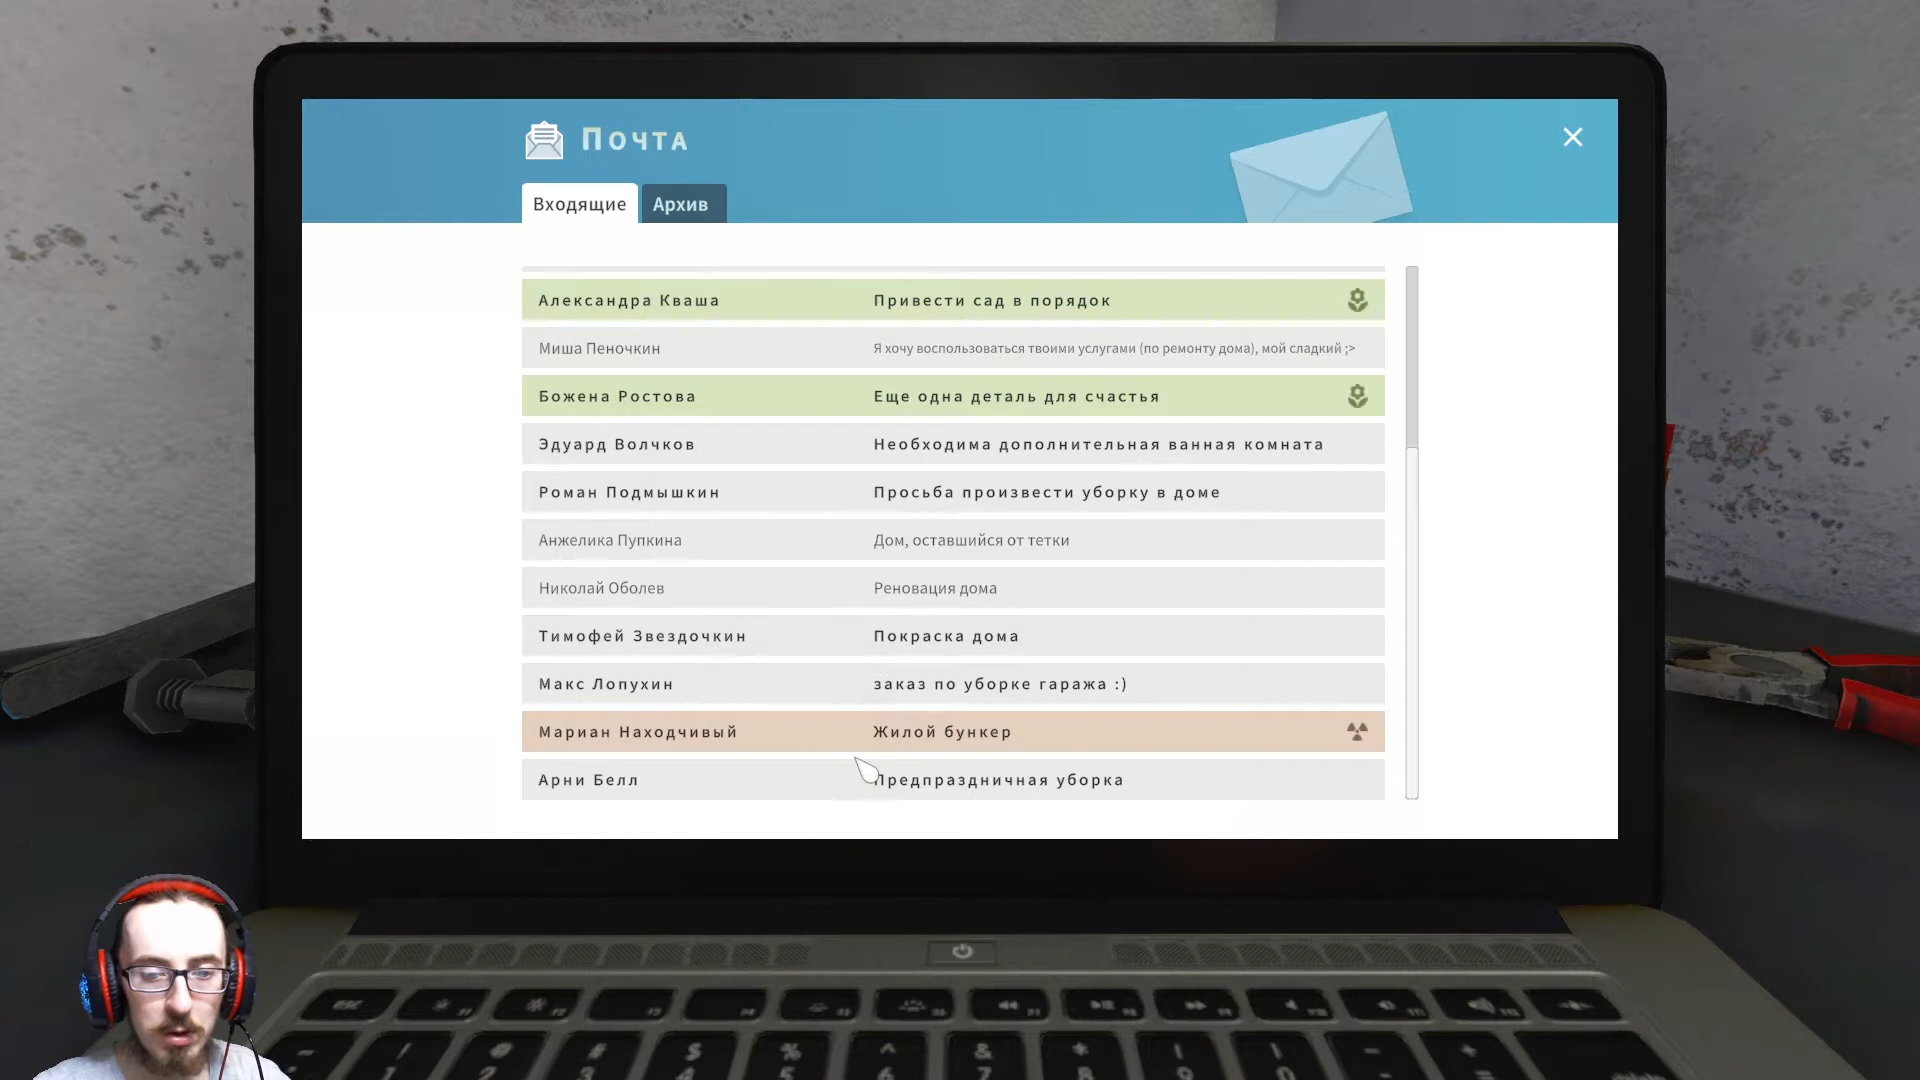 Почта
Входящие Архив
Александра Кваша Привести сад в порядок
Миша Пеночкин Я хочу воспользоваться твоими услугами (по ремонту дома), мой сладкий ;>
Божена Ростова Еще одна деталь для счастья
Эдуард Волчков Необходима дополнительная ванная комната
Роман Подмышкин Просьба произвести уборку в доме
Анжелика Пупкина Дом, оставшийся от тетки
Николай Оболев Реновация дома
Тимофей Звездочкин Покраска дома
Макс Лопухин заказ по уборке гаража :)
Мариан Находчивый Жилой бункер
Арни Белл Предпраздничная уборка